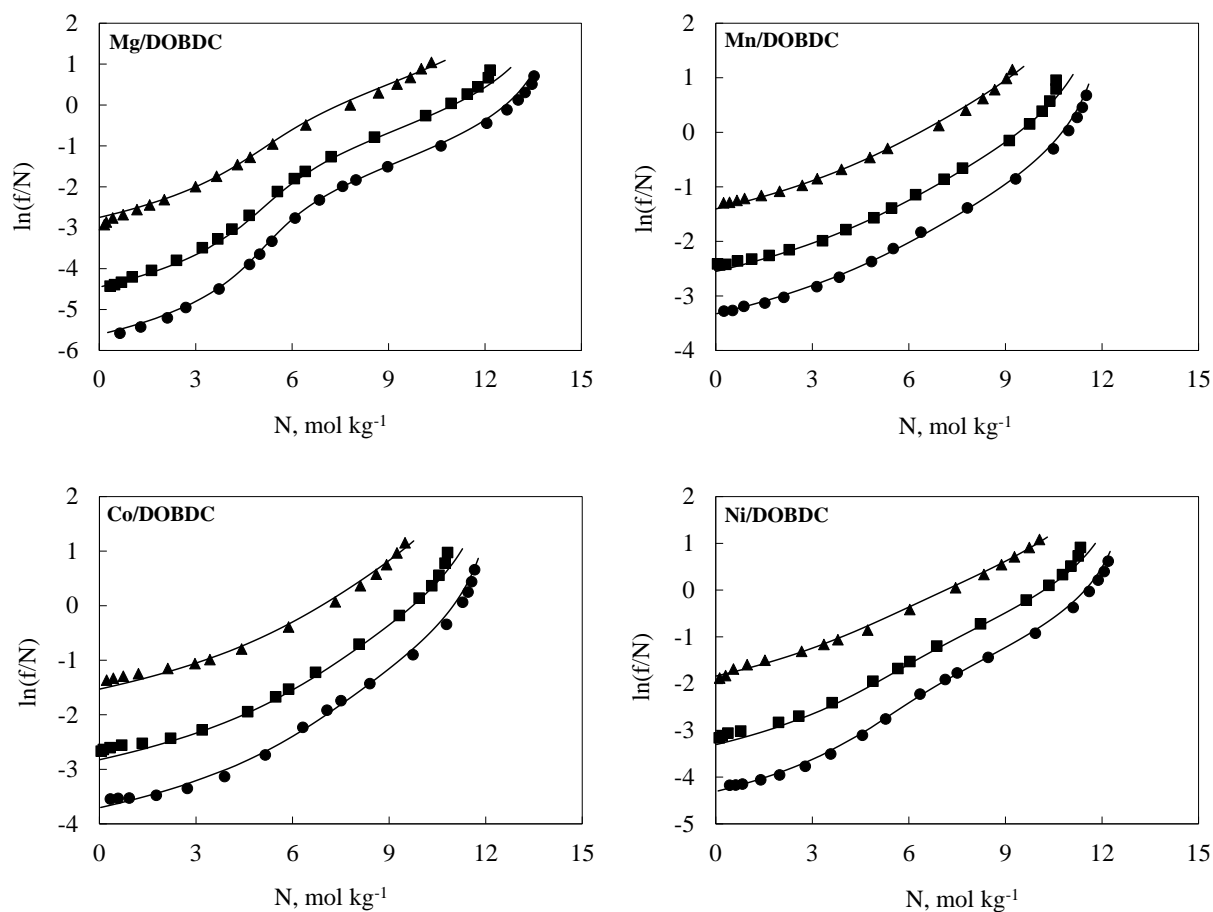 Mg/DOBDC
2
1
0
-1
-2
-3
-4
-5
-6
ln(f/N)
0 3 6 9 12 15
N, mol kg-1
Mn/DOBDC
2
1
0
-1
-2
-3
-4
ln(f/N)
0 3 6 9 12 15
N, mol kg-1
Co/DOBDC
2
1
0
-1
-2
-3
-4
ln(f/N)
0 3 6 9 12 15
N, mol kg-1
Ni/DOBDC
2
1
0
-1
-2
-3
-4
-5
ln(f/N)
0 3 6 9 12 15
N, mol kg-1